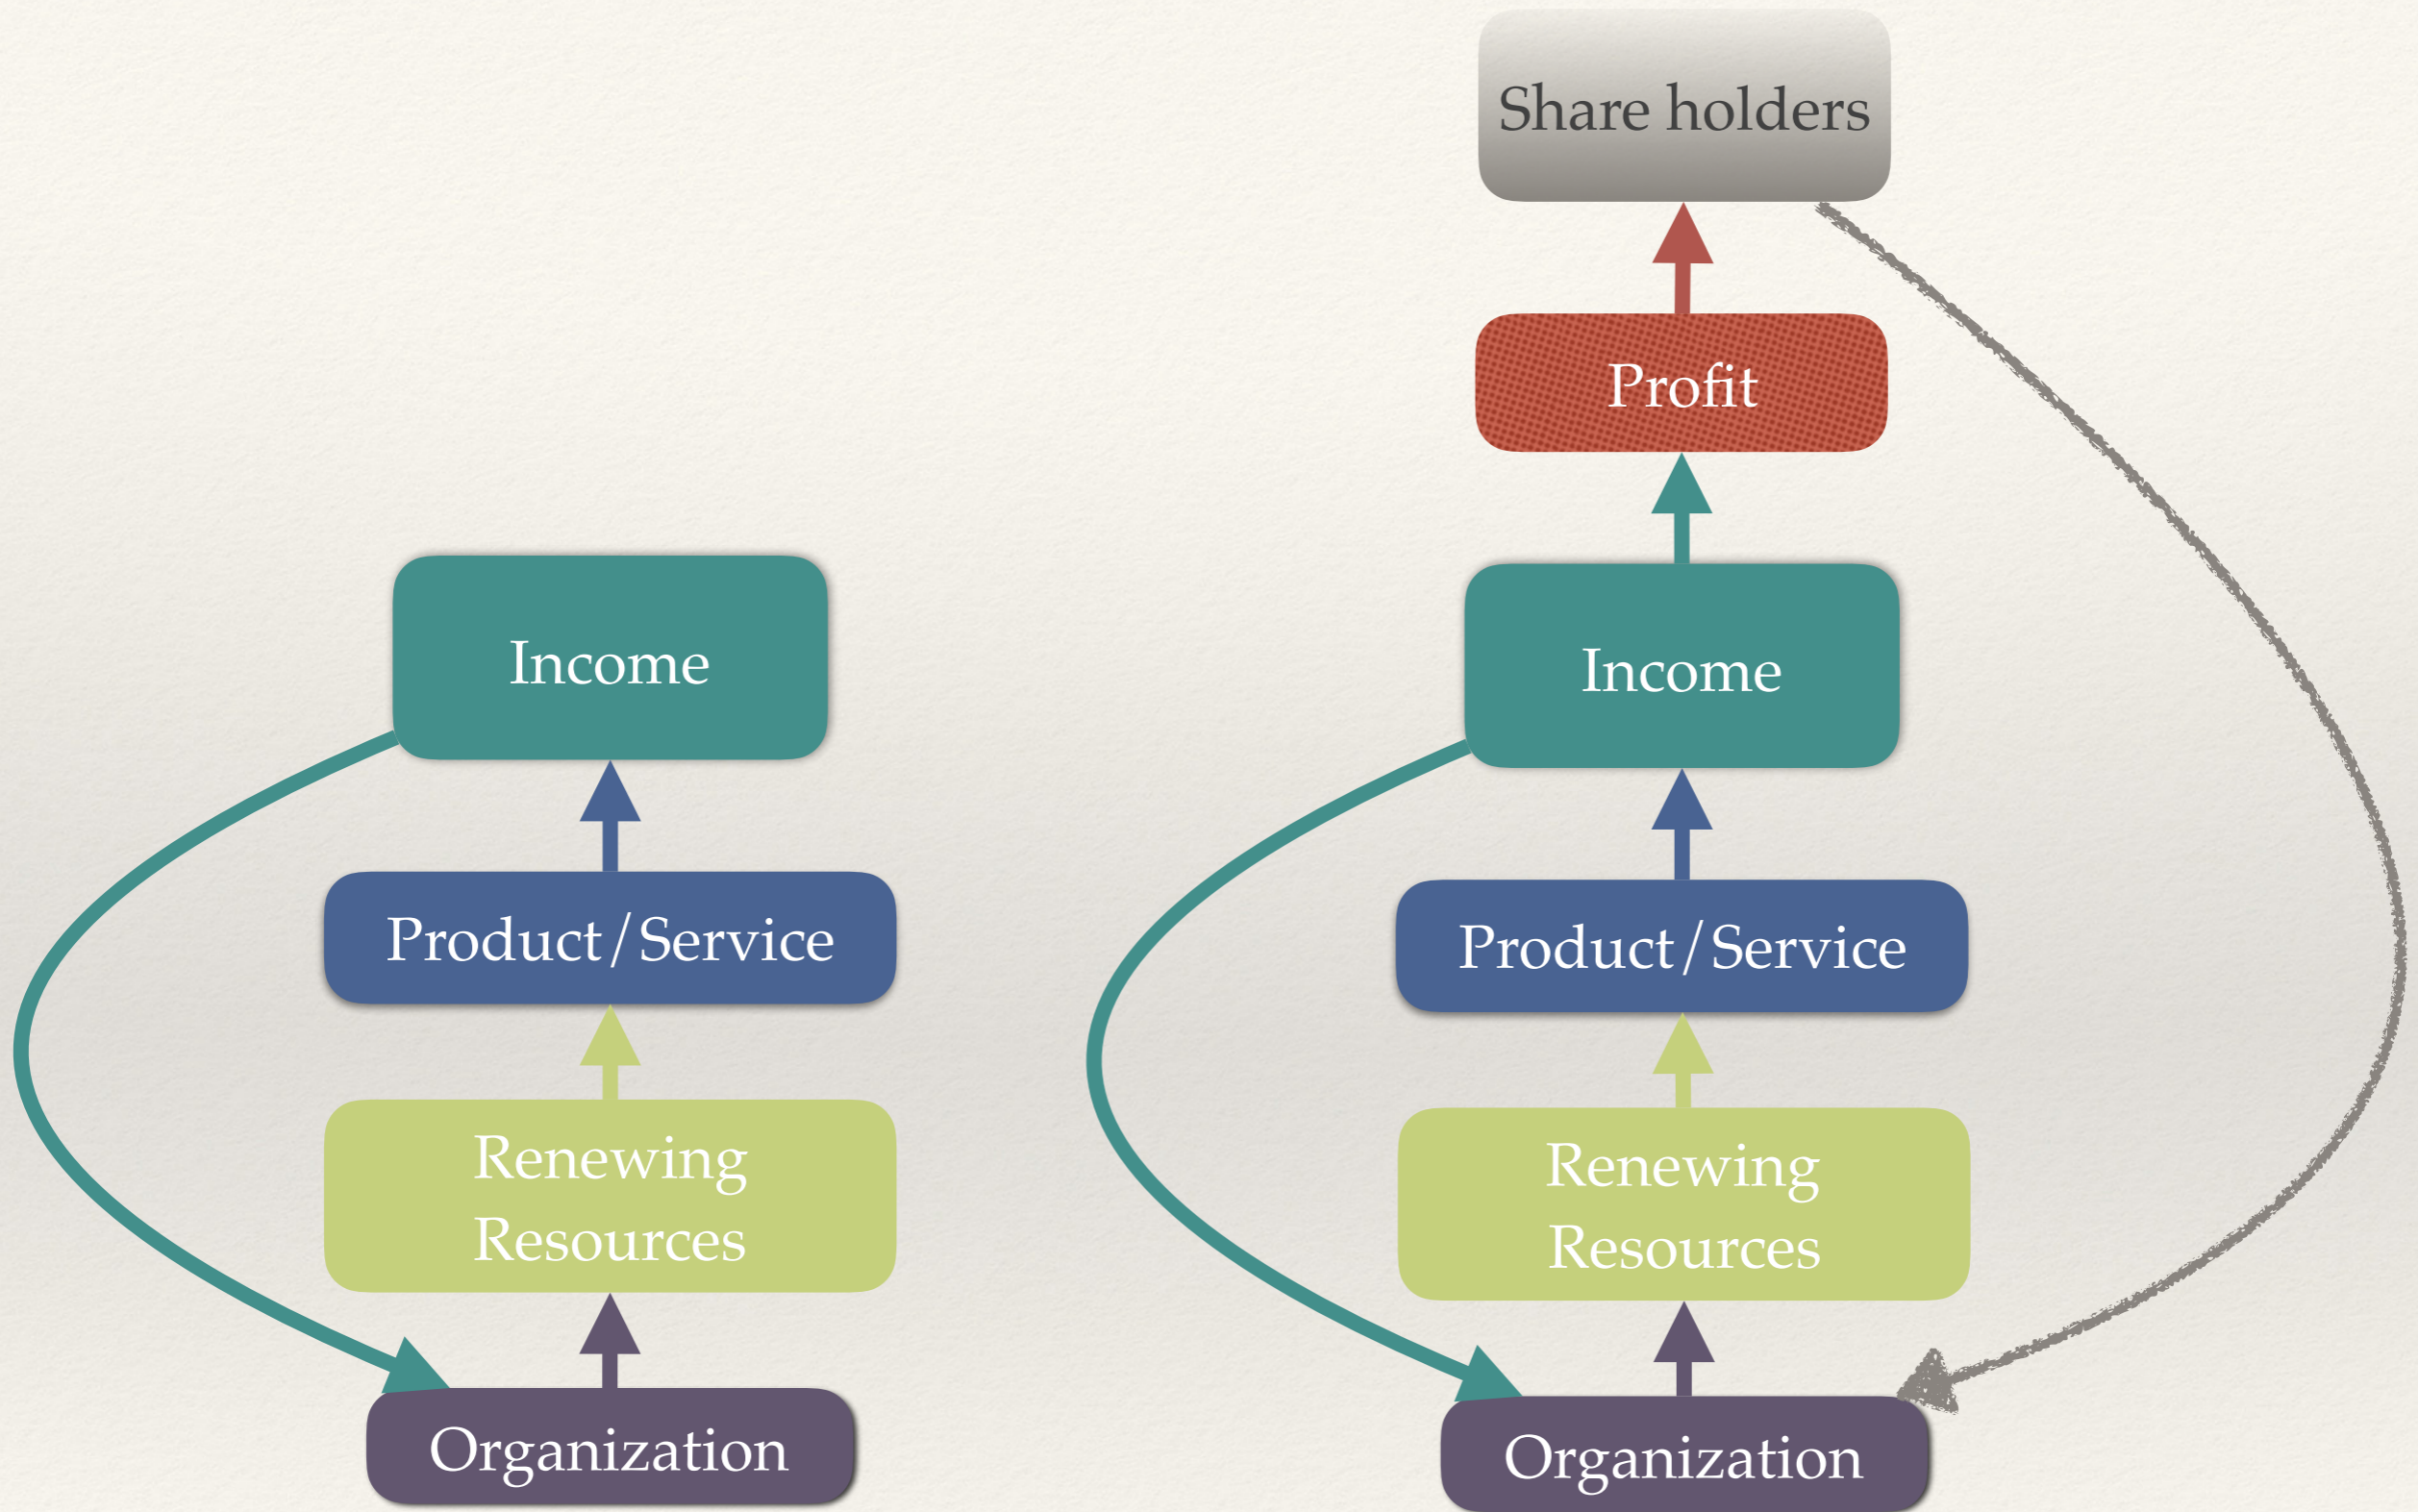 Income
Product/Service
Renewing
Resources
Organization
Share holders
Profit
Income
Product/Service
Renewing
Resources
Organization